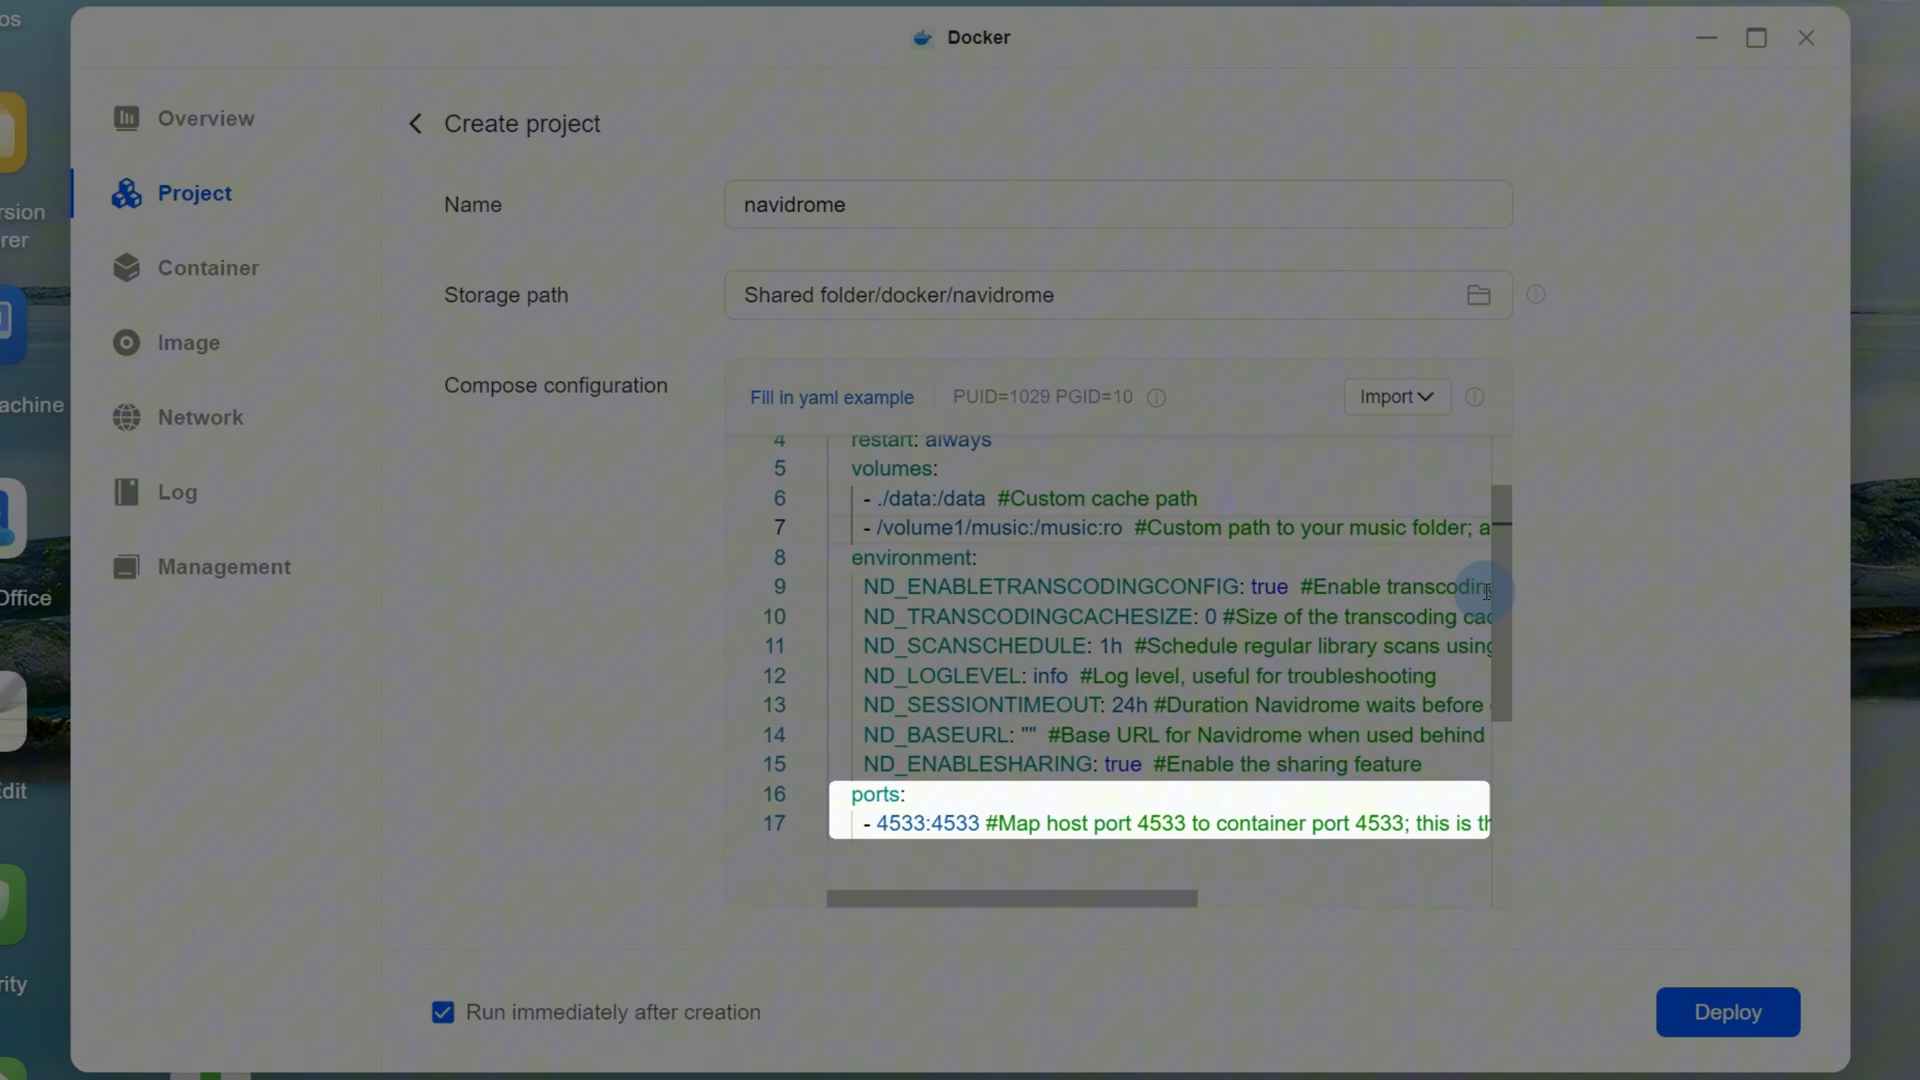 os
Docker
Overview
Create project
Name
navidrome
Project
rsion
rer
Container
Storage path
Shared folder/docker/navidrome
Image
Compose configuration
Fill in yaml example
PUID=1029 PGID=10
Import
achine
Network
4 restart: always
5 volumes:
Log
6 - ./data:/data #Custom cache path
7 - /volume1/music:/music:ro #Custom path to your music folder; a
8 environment:
Management
9 ND_ENABLETRANSCODINGCONFIG: true #Enable transcoding
Office
10 ND_TRANSCODINGCACHESIZE: 0 #Size of the transcoding cac
11 ND_SCANSCHEDULE: 1h #Schedule regular library scans using
12 ND_LOGLEVEL: info #Log level, useful for troubleshooting
13 ND_SESSIONTIMEOUT: 24h #Duration Navidrome waits before
14 ND_BASEURL: "" #Base URL for Navidrome when used behind
15 ND_ENABLESHARING: true #Enable the sharing feature
Edit
16 ports:
17 - 4533:4533 #Map host port 4533 to container port 4533; this is th
rity
Run immediately after creation
Deploy